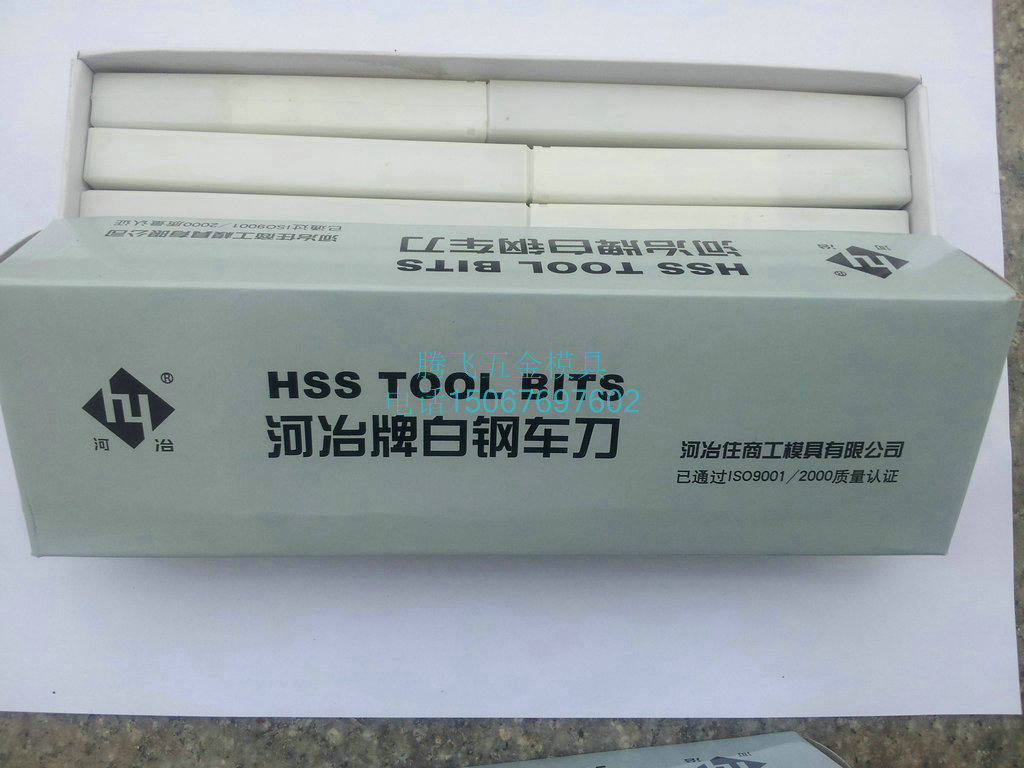 已通过ISO9001/2000质量认证
河冶住商工模具有限公司
河冶牌白钢车刀
HSS TOOL BITS
河 冶
®
®
河 冶
腾飞五金模具
HSS TOOL BITS
电话15067697602
河冶牌白钢车刀
河冶住商工模具有限公司
已通过ISO9001/2000质量认证
河 冶